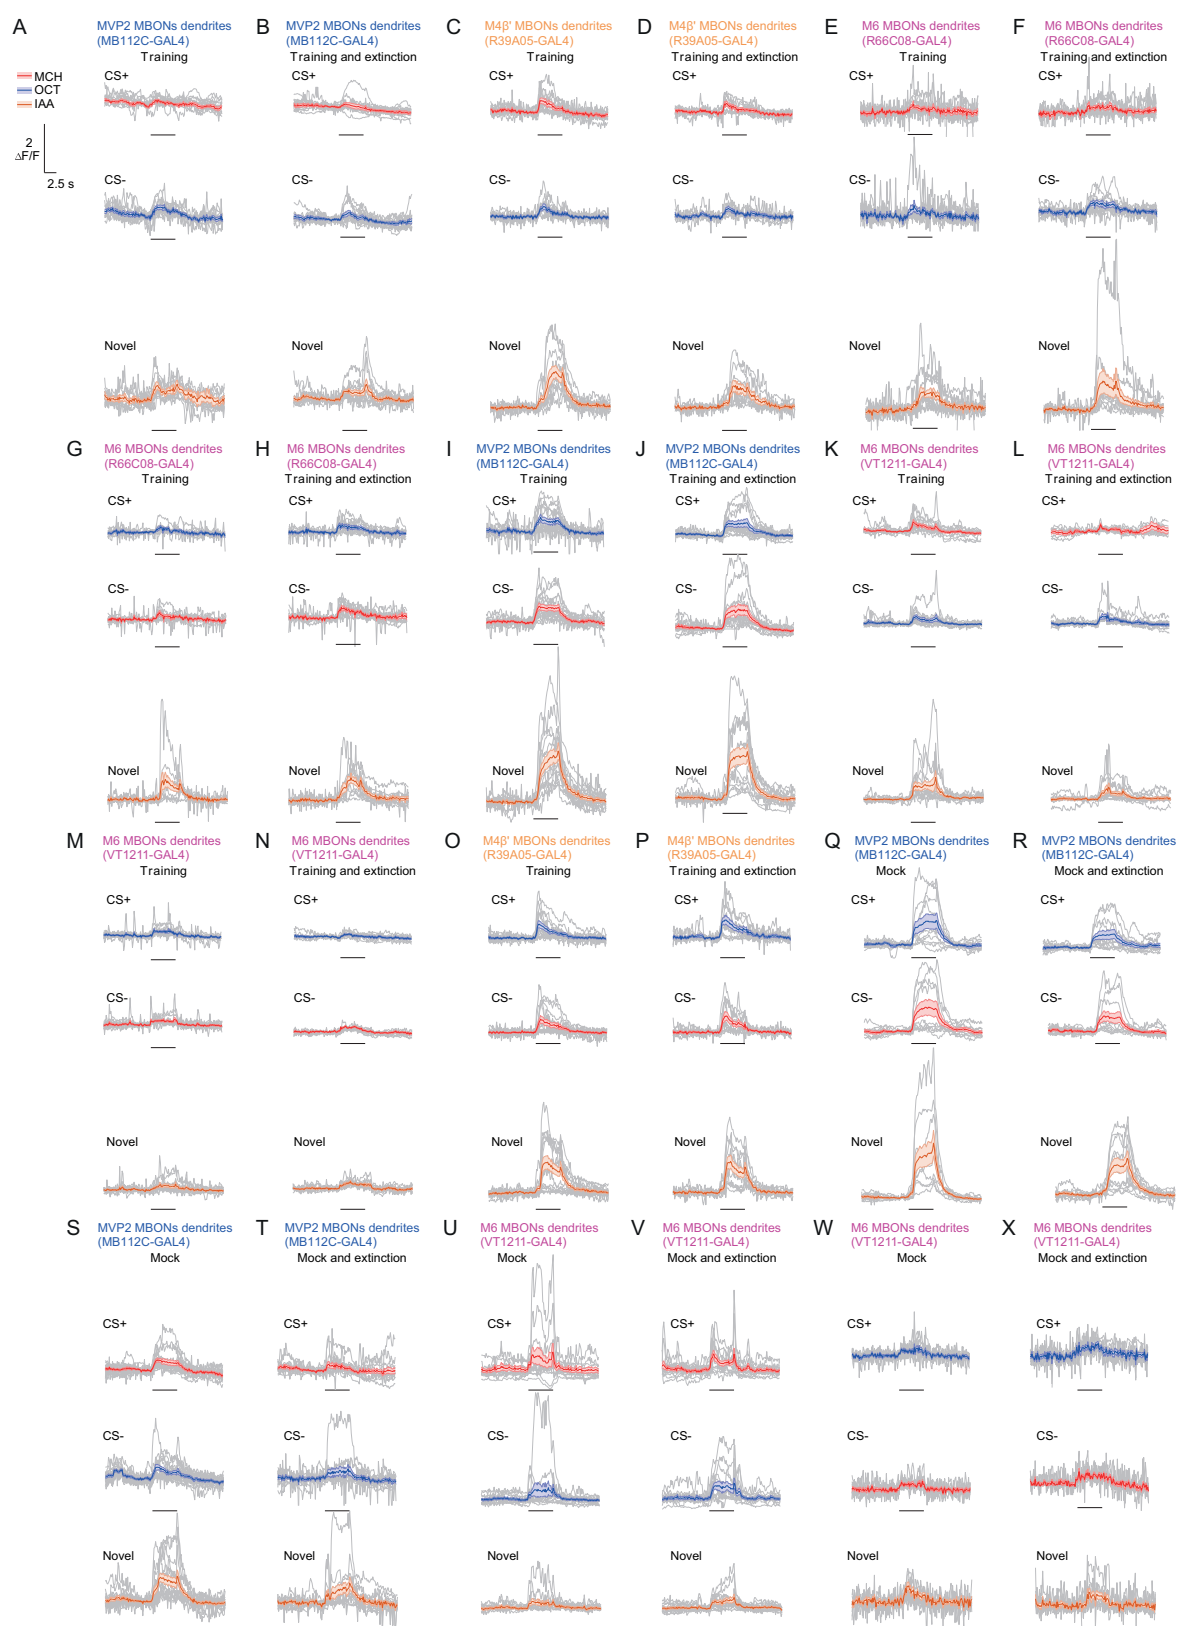 A
MVP2 MBONs dendrites
(MB112C-GAL4)
Training
CS+
CS-
Novel
MCH
OCT
IAA
2
ΔF/F
2.5 s
B
MVP2 MBONs dendrites
(MB112C-GAL4)
Training and extinction
CS+
CS-
Novel
C
M4β' MBONs dendrites
(R39A05-GAL4)
Training
CS+
CS-
Novel
D
M4β' MBONs dendrites
(R39A05-GAL4)
Training and extinction
CS+
CS-
Novel
E
M6 MBONs dendrites
(R66C08-GAL4)
Training
CS+
CS-
Novel
F
M6 MBONs dendrites
(R66C08-GAL4)
Training and extinction
CS+
CS-
Novel
G
M6 MBONs dendrites
(R66C08-GAL4)
Training
CS+
CS-
Novel
H
M6 MBONs dendrites
(R66C08-GAL4)
Training and extinction
CS+
CS-
Novel
I
MVP2 MBONs dendrites
(MB112C-GAL4)
Training
CS+
CS-
Novel
J
MVP2 MBONs dendrites
(MB112C-GAL4)
Training and extinction
CS+
CS-
Novel
K
M6 MBONs dendrites
(VT1211-GAL4)
Training
CS+
CS-
Novel
L
M6 MBONs dendrites
(VT1211-GAL4)
Training and extinction
CS+
CS-
Novel
M
M6 MBONs dendrites
(VT1211-GAL4)
Training
CS+
CS-
Novel
N
M6 MBONs dendrites
(VT1211-GAL4)
Training and extinction
CS+
CS-
Novel
O
M4β' MBONs dendrites
(R39A05-GAL4)
Training
CS+
CS-
Novel
P
M4β' MBONs dendrites
(R39A05-GAL4)
Training and extinction
CS+
CS-
Novel
Q
MVP2 MBONs dendrites
(MB112C-GAL4)
Mock
CS+
CS-
Novel
R
MVP2 MBONs dendrites
(MB112C-GAL4)
Mock and extinction
CS+
CS-
Novel
S
MVP2 MBONs dendrites
(MB112C-GAL4)
Mock
CS+
CS-
Novel
T
MVP2 MBONs dendrites
(MB112C-GAL4)
Mock and extinction
CS+
CS-
Novel
U
M6 MBONs dendrites
(VT1211-GAL4)
Mock
CS+
CS-
Novel
V
M6 MBONs dendrites
(VT1211-GAL4)
Mock and extinction
CS+
CS-
Novel
W
M6 MBONs dendrites
(VT1211-GAL4)
Mock
CS+
CS-
Novel
X
M6 MBONs dendrites
(VT1211-GAL4)
Mock and extinction
CS+
CS-
Novel